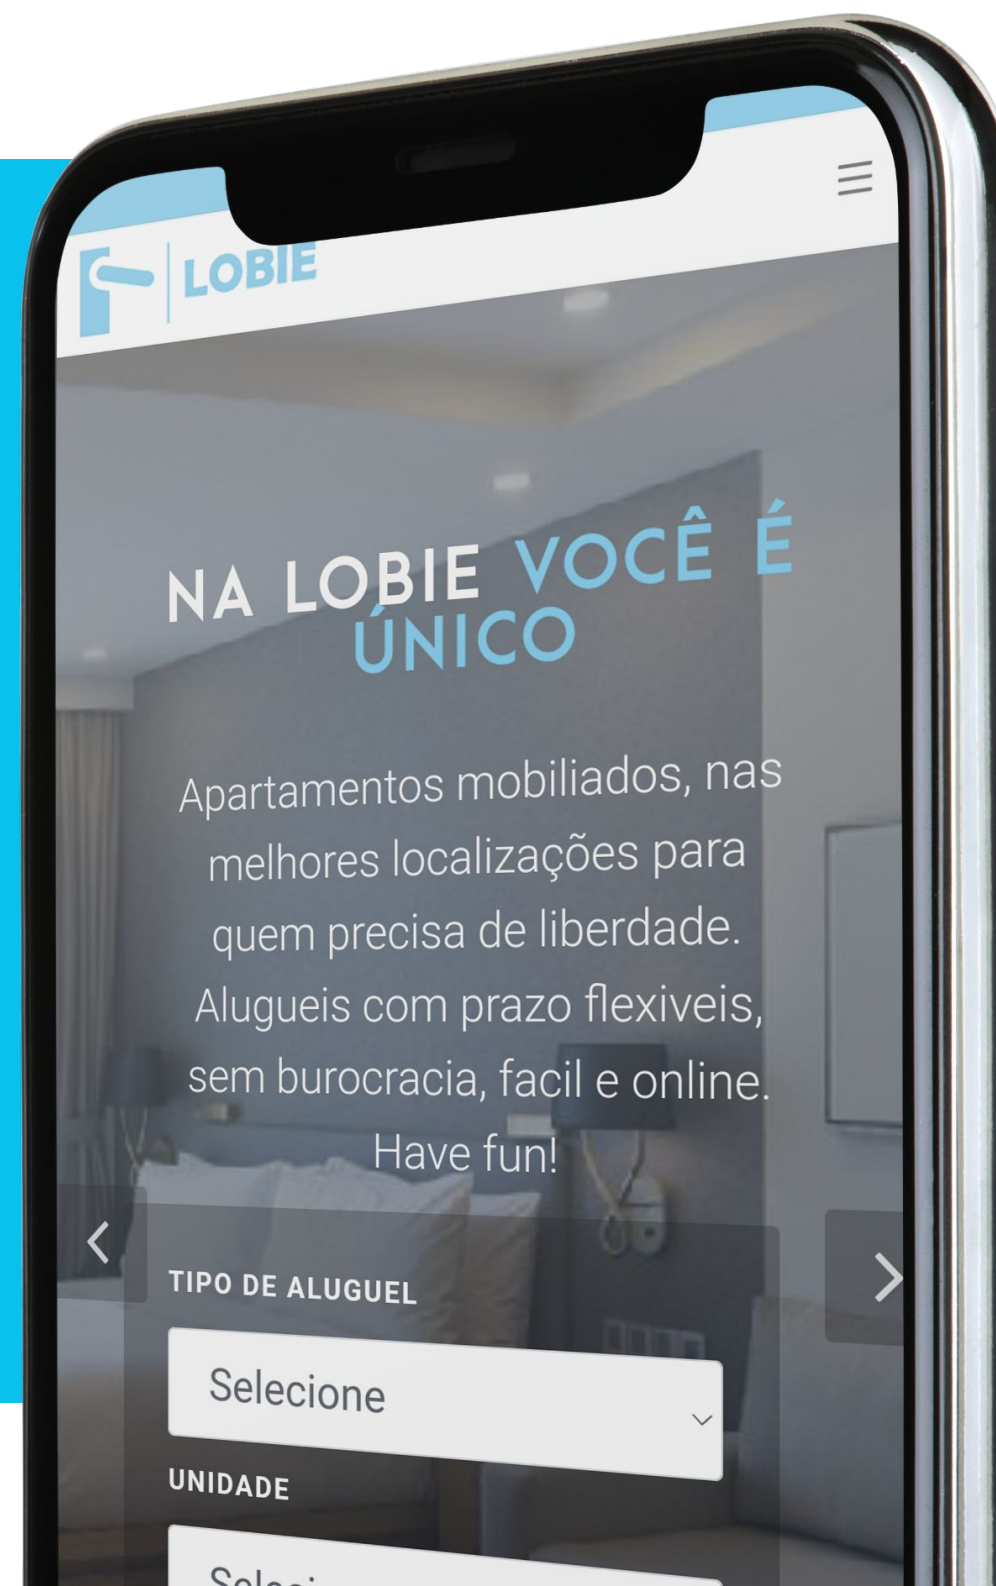 LOBIE
NA LOBIE VOCÊ É
ÚNICO
Apartamentos mobiliados, nas
melhores localizações para
quem precisa de liberdade.
Alugueis com prazo flexiveis,
sem burocracia, facil e online.
Have fun!
TIPO DE ALUGUEL
Selecione
UNIDADE